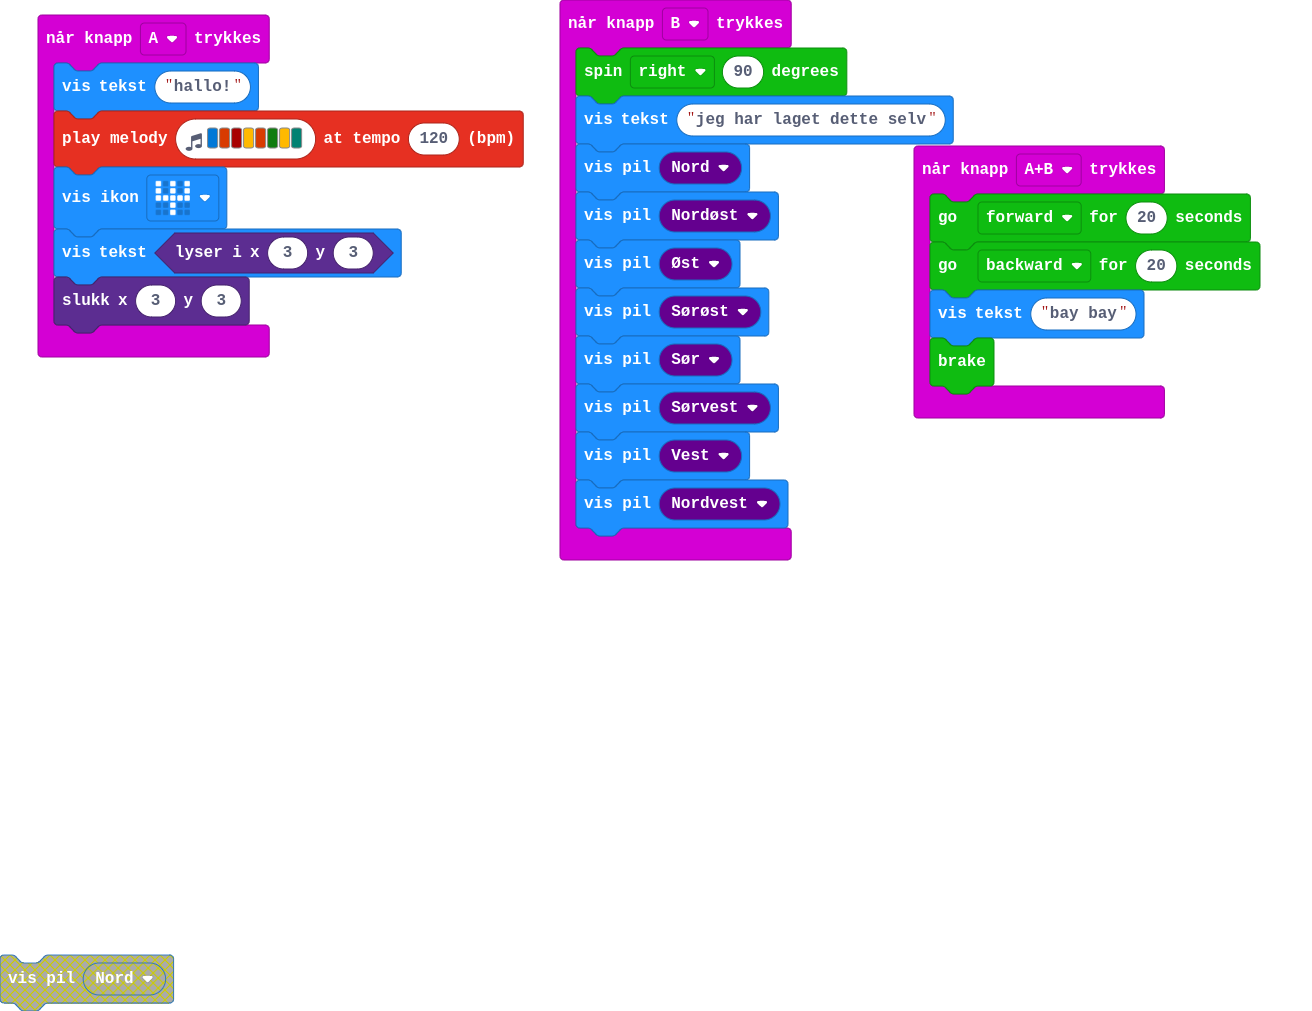 når knapp A trykkes
vis tekst "hallo!"
play melody at tempo 120 (bpm)
vis ikon
vis tekst lyser i x 3 y 3
slukk x 3 y 3
når knapp B trykkes
spin right 90 degrees
vis tekst "jeg har laget dette selv"
vis pil Nord
vis pil Nordøst
vis pil Øst
vis pil Sørøst
vis pil Sør
vis pil Sørvest
vis pil Vest
vis pil Nordvest
når knapp A+B trykkes
go forward for 20 seconds
go backward for 20 seconds
vis tekst "bay bay"
brake
vis pil Nord